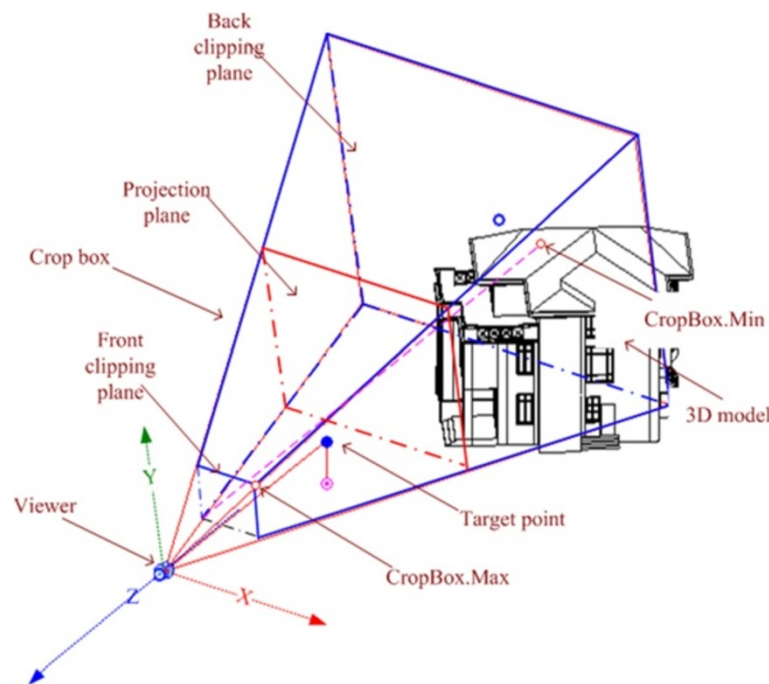 Back
clipping
plane
Projection
plane
Crop box
Front
clipping
plane
CropBox.Min
3D model
Y
Viewer
Target point
CropBox.Max
X
Z